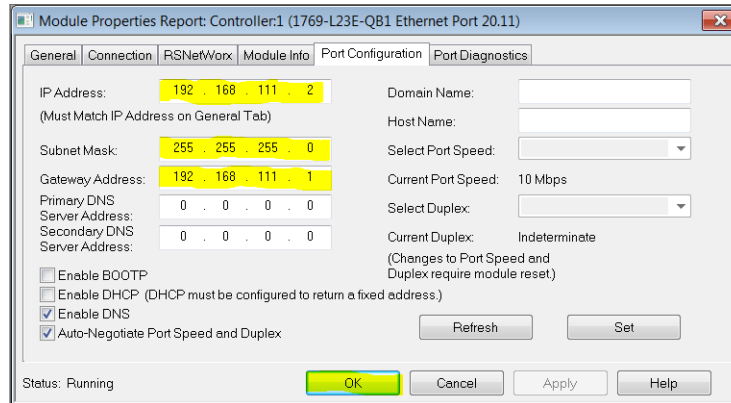 Module Properties Report: Controller:1 (1769-L23E-QB1 Ethernet Port 20.11)
General Connection RSNetWorx Module Info Port Configuration Port Diagnostics
IP Address: 192 . 168 . 111 . 2
(Must Match IP Address on General Tab)
Subnet Mask: 255 . 255 . 255 . 0
Gateway Address: 192 . 168 . 111 . 1
Primary DNS
Server Address: 0 . 0 . 0 . 0
Secondary DNS
Server Address: 0 . 0 . 0 . 0
Enable BOOTP
Enable DHCP (DHCP must be configured to return a fixed address.)
Enable DNS
Auto-Negotiate Port Speed and Duplex
Domain Name:
Host Name:
Select Port Speed:
Current Port Speed: 10 Mbps
Select Duplex:
Current Duplex: Indeterminate
(Changes to Port Speed and
Duplex require module reset.)
Refresh Set
Status: Running OK Cancel Apply Help